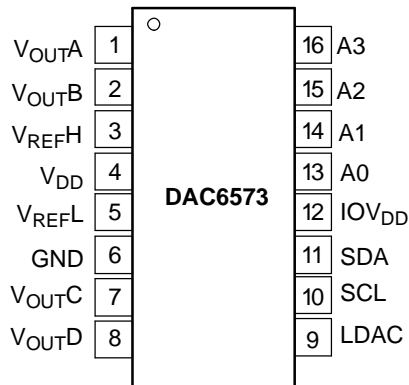 VOUTA 1 16 A3
VOUTB 2 15 A2
VREFH 3 14 A1
VDD 4 13 A0
DAC6573
VREFL 5 12 IOVDD
GND 6 11 SDA
VOUTC 7 10 SCL
VOUTD 8 9 LDAC